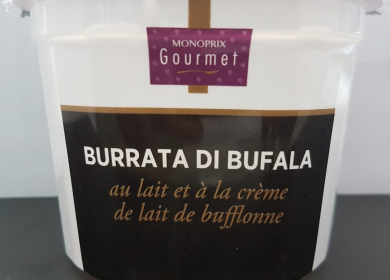 MONOPRIX
Gourmet
BURRATA DI BUFALA
au lait et à la crème
de lait de bufflonne